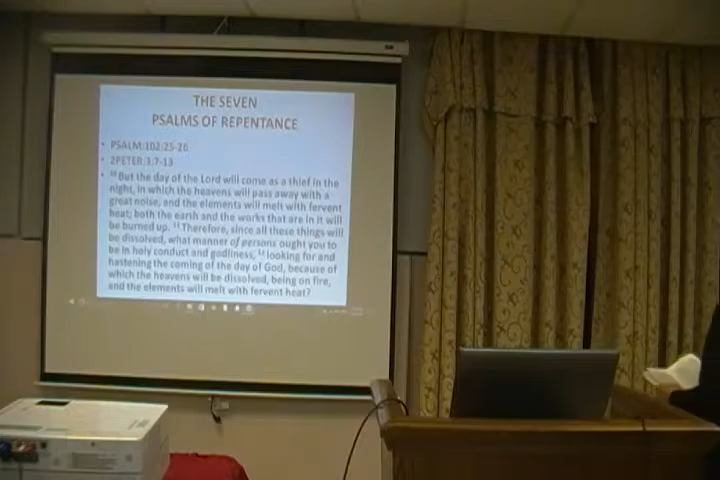 THE SEVEN
PSALMS OF REPENTANCE
• PSALM:102:25-26
• 2PETER:3:7-13
• ¹⁰ But the day of the Lord will come as a thief in the
night, in which the heavens will pass away with a
great noise, and the elements will melt with fervent
heat; both the earth and the works that are in it will
be burned up. ¹¹ Therefore, since all these things will
be dissolved, what manner of persons ought you to
be in holy conduct and godliness, ¹² looking for and
hastening the coming of the day of God, because of
which the heavens will be dissolved, being on fire,
and the elements will melt with fervent heat?